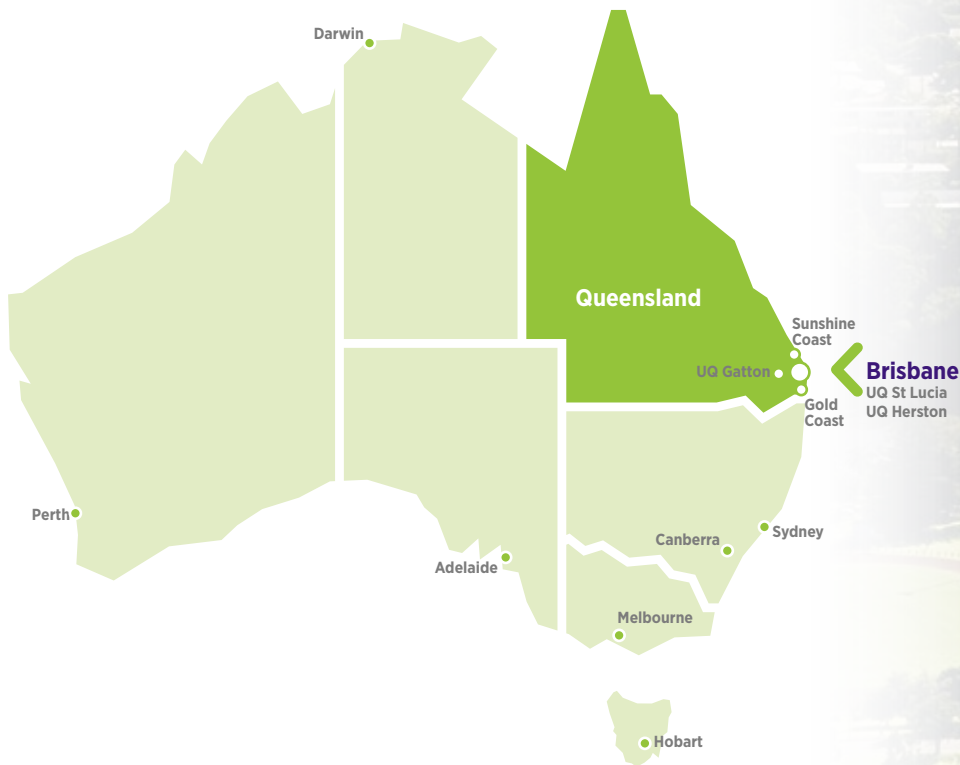 Darwin
Queensland
Sunshine
Coast
UQ Gatton
Brisbane
UQ St Lucia
UQ Herston
Gold
Coast
Perth
Sydney
Canberra
Adelaide
Melbourne
Hobart